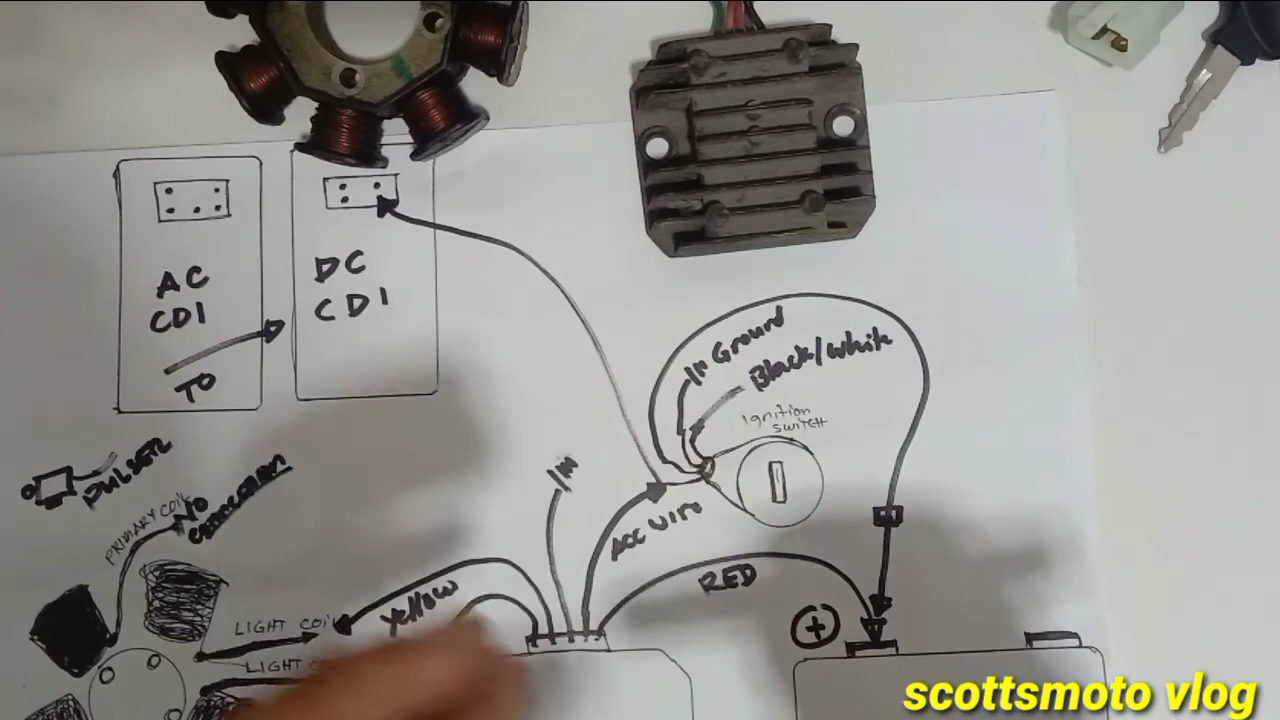 AC
CDI
TO
DC
CDI
Ground
Black/White
Ignition
SWITCH
PULSER
PRIMARY COIL
NO
ACC WIRE
RED
Yellow
LIGHT COIL
LIGHT
+
scottsmoto vlog